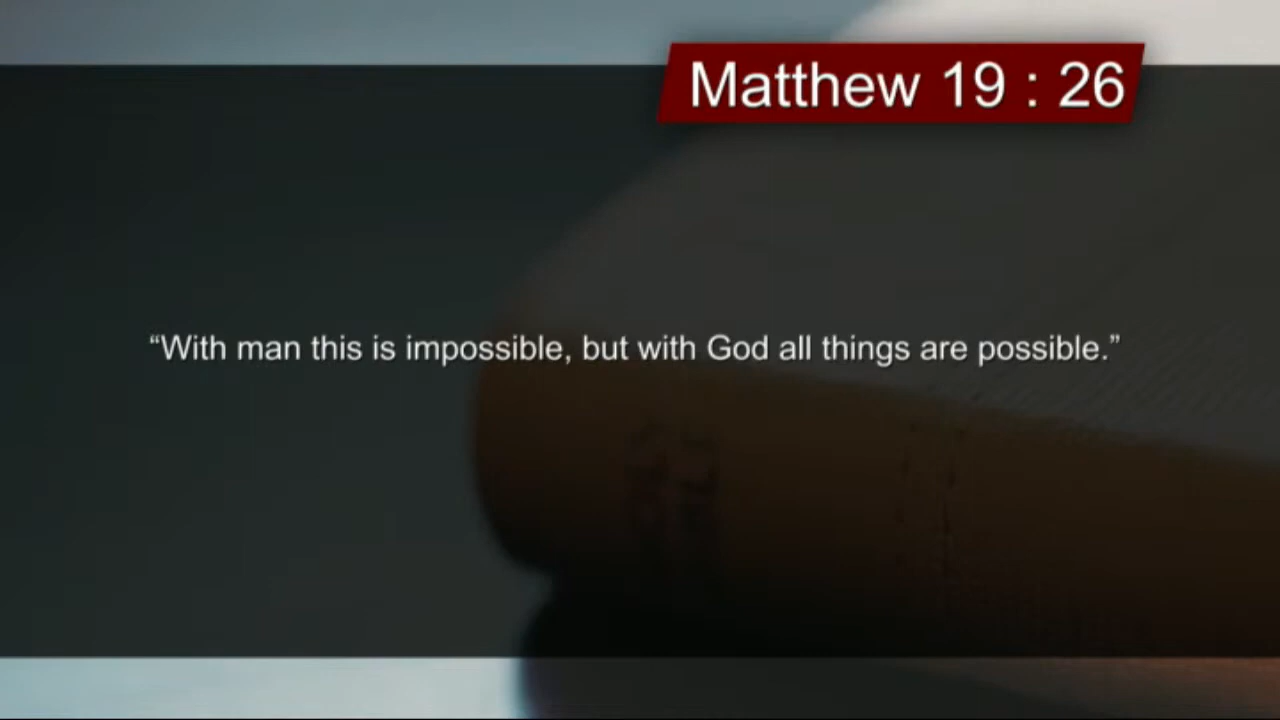 Matthew 19 : 26
“With man this is impossible, but with God all things are possible.”